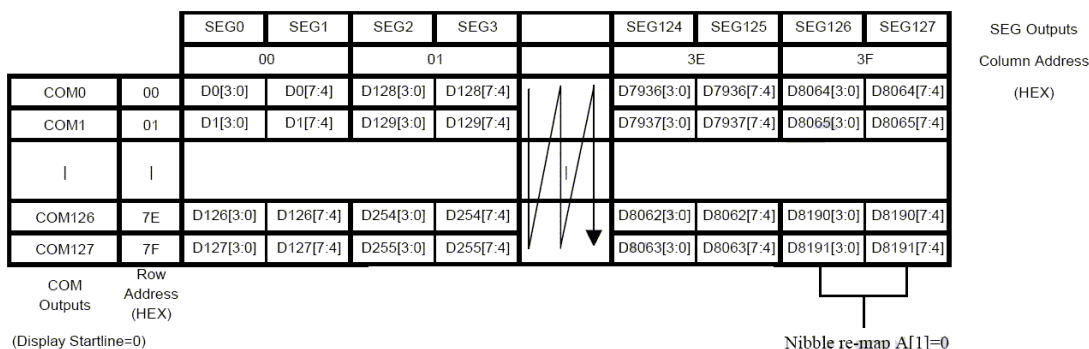 SEG0 SEG1 SEG2 SEG3 SEG124 SEG125 SEG126 SEG127 SEG Outputs
00 01 3E 3F Column Address
COM0 00 D0[3:0] D0[7:4] D128[3:0] D128[7:4] D7936[3:0] D7936[7:4] D8064[3:0] D8064[7:4] (HEX)
COM1 01 D1[3:0] D1[7:4] D129[3:0] D129[7:4] D7937[3:0] D7937[7:4] D8065[3:0] D8065[7:4]
| | |
COM126 7E D126[3:0] D126[7:4] D254[3:0] D254[7:4] D8062[3:0] D8062[7:4] D8190[3:0] D8190[7:4]
COM127 7F D127[3:0] D127[7:4] D255[3:0] D255[7:4] D8063[3:0] D8063[7:4] D8191[3:0] D8191[7:4]
COM
Outputs
Row
Address
(HEX)
(Display Startline=0)
Nibble re-map A[1]=0